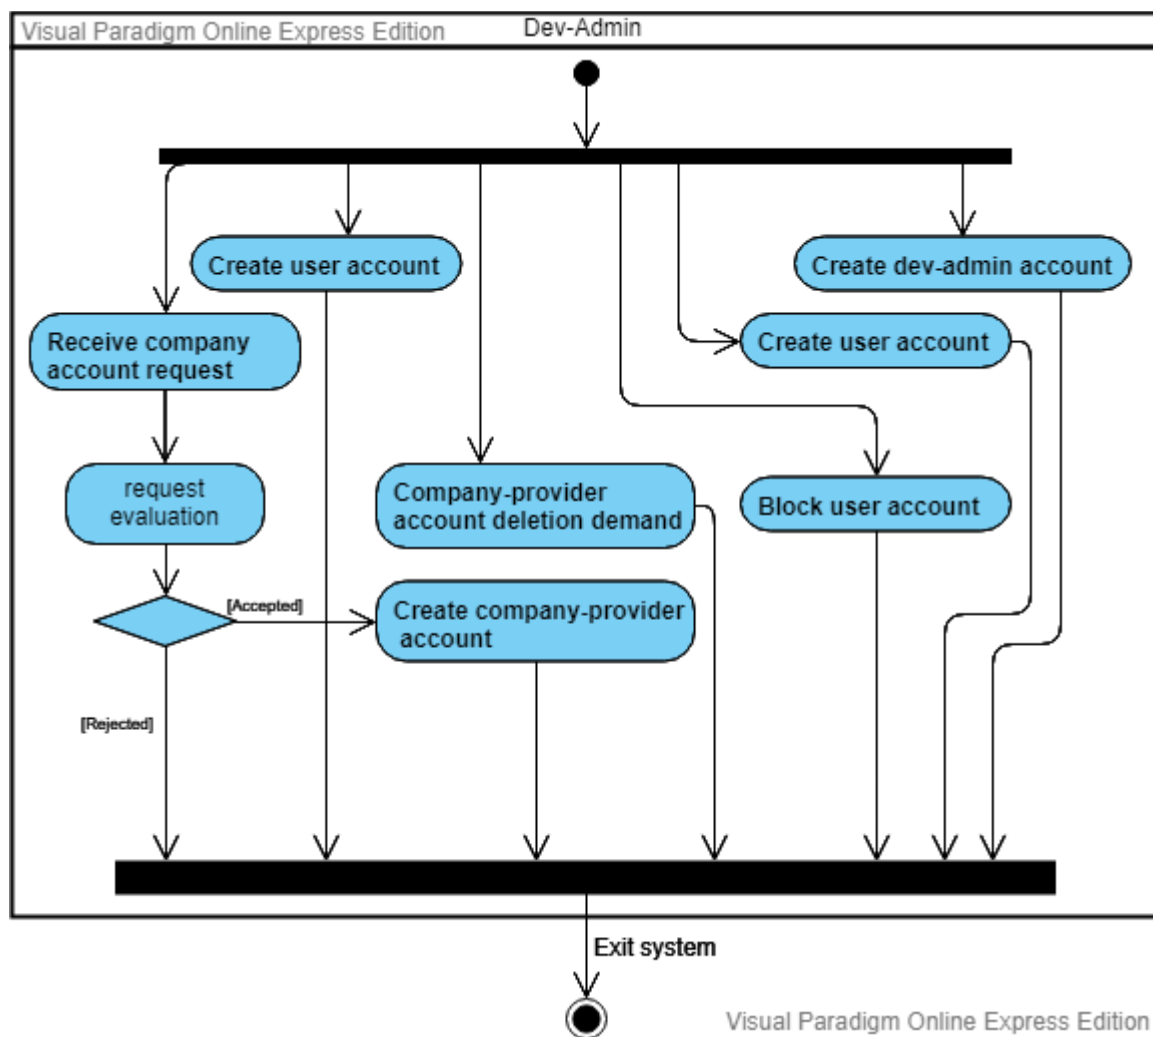 Visual Paradigm Online Express Edition
Dev-Admin
Create user account
Create dev-admin account
Receive company
account request
Create user account
request
evaluation
Company-provider
account deletion demand
Block user account
[Accepted]
Create company-provider
account
[Rejected]
Exit system
Visual Paradigm Online Express Edition